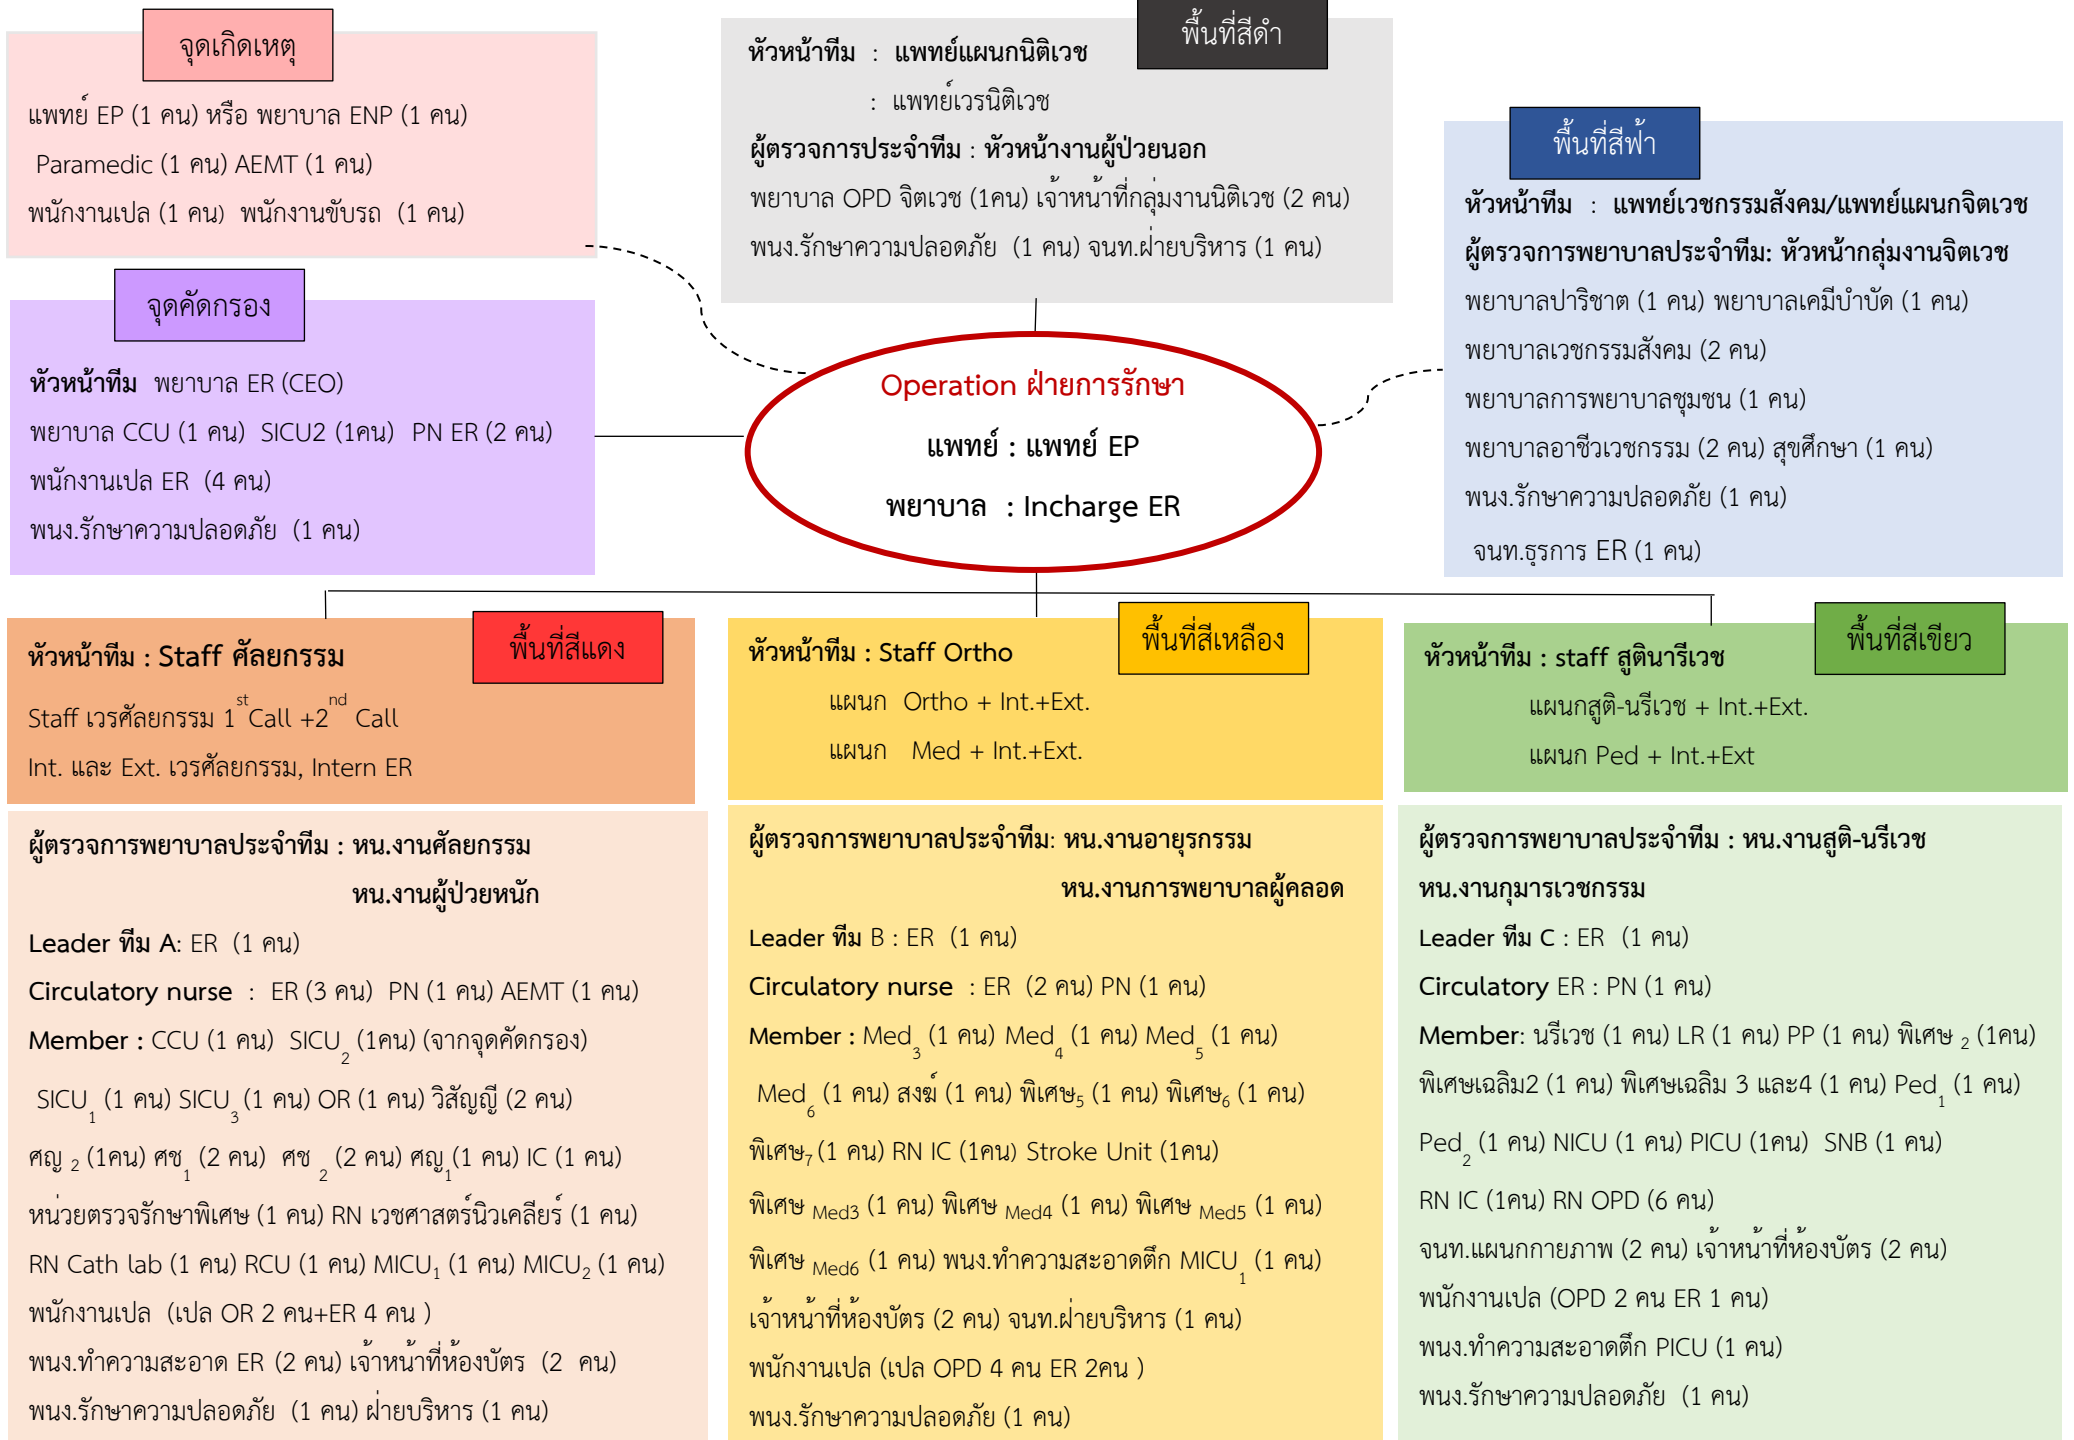 จุดเกิดเหตุ
แพทย์ EP (1 คน) หรือ พยาบาล ENP (1 คน)
Paramedic (1 คน) AEMT (1 คน)
พนักงานเปล (1 คน) พนักงานขับรถ (1 คน)
พื้นที่สีดำ
หัวหน้าทีม : แพทย์แผนกนิติเวช
: แพทย์เวรนิติเวช
ผู้ตรวจการประจำทีม : หัวหน้างานผู้ป่วยนอก
พยาบาล OPD จิตเวช (1คน) เจ้าหน้าที่กลุ่มงานนิติเวช (2 คน)
พนง.รักษาความปลอดภัย (1 คน) จนท.ฝ่ายบริหาร (1 คน)
พื้นที่สีฟ้า
หัวหน้าทีม : แพทย์เวชกรรมสังคม/แพทย์แผนกจิตเวช
ผู้ตรวจการพยาบาลประจำทีม: หัวหน้ากลุ่มงานจิตเวช
พยาบาลปาริชาต (1 คน) พยาบาลเคมีบำบัด (1 คน)
พยาบาลเวชกรรมสังคม (2 คน)
พยาบาลการพยาบาลชุมชน (1 คน)
พยาบาลอาชีวเวชกรรม (2 คน) สุขศึกษา (1 คน)
พนง.รักษาความปลอดภัย (1 คน)
จนท.ธุรการ ER (1 คน)
จุดคัดกรอง
หัวหน้าทีม พยาบาล ER (CEO)
พยาบาล CCU (1 คน) SICU2 (1คน) PN ER (2 คน)
พนักงานเปล ER (4 คน)
พนง.รักษาความปลอดภัย (1 คน)
Operation ฝ่ายการรักษา
แพทย์ : แพทย์ EP
พยาบาล : Incharge ER
พื้นที่สีแดง
หัวหน้าทีม : Staff ศัลยกรรม
Staff เวรศัลยกรรม 1st Call +2nd Call
Int. และ Ext. เวรศัลยกรรม, Intern ER
ผู้ตรวจการพยาบาลประจำทีม : หน.งานศัลยกรรม
หน.งานผู้ป่วยหนัก
Leader ทีม A: ER (1 คน)
Circulatory nurse : ER (3 คน) PN (1 คน) AEMT (1 คน)
Member : CCU (1 คน) SICU2 (1คน) (จากจุดคัดกรอง)
SICU1 (1 คน) SICU3 (1 คน) OR (1 คน) วิสัญญี (2 คน)
ศญ 2 (1คน) ศช1 (2 คน) ศช 2 (2 คน) ศญ1(1 คน) IC (1 คน)
หน่วยตรวจรักษาพิเศษ (1 คน) RN เวชศาสตร์นิวเคลียร์ (1 คน)
RN Cath lab (1 คน) RCU (1 คน) MICU1 (1 คน) MICU2 (1 คน)
พนักงานเปล (เปล OR 2 คน+ER 4 คน )
พนง.ทำความสะอาด ER (2 คน) เจ้าหน้าที่ห้องบัตร (2 คน)
พนง.รักษาความปลอดภัย (1 คน) ฝ่ายบริหาร (1 คน)
พื้นที่สีเหลือง
หัวหน้าทีม : Staff Ortho
แผนก Ortho + Int.+Ext.
แผนก Med + Int.+Ext.
ผู้ตรวจการพยาบาลประจำทีม: หน.งานอายุรกรรม
หน.งานการพยาบาลผู้คลอด
Leader ทีม B : ER (1 คน)
Circulatory nurse : ER (2 คน) PN (1 คน)
Member : Med3 (1 คน) Med4 (1 คน) Med5 (1 คน)
Med6 (1 คน) สงฆ์ (1 คน) พิเศษ5 (1 คน) พิเศษ6 (1 คน)
พิเศษ7 (1 คน) RN IC (1คน) Stroke Unit (1คน)
พิเศษ Med3 (1 คน) พิเศษ Med4 (1 คน) พิเศษ Med5 (1 คน)
พิเศษ Med6 (1 คน) พนง.ทำความสะอาดตึก MICU1 (1 คน)
เจ้าหน้าที่ห้องบัตร (2 คน) จนท.ฝ่ายบริหาร (1 คน)
พนักงานเปล (เปล OPD 4 คน ER 2คน )
พนง.รักษาความปลอดภัย (1 คน)
พื้นที่สีเขียว
หัวหน้าทีม : staff สูตินารีเวช
แผนกสูติ-นรีเวช + Int.+Ext.
แผนก Ped + Int.+Ext
ผู้ตรวจการพยาบาลประจำทีม : หน.งานสูติ-นรีเวช
หน.งานกุมารเวชกรรม
Leader ทีม C : ER (1 คน)
Circulatory ER : PN (1 คน)
Member: นรีเวช (1 คน) LR (1 คน) PP (1 คน) พิเศษ 2 (1คน)
พิเศษเฉลิม2 (1 คน) พิเศษเฉลิม 3 และ4 (1 คน) Ped1 (1 คน)
Ped2 (1 คน) NICU (1 คน) PICU (1คน) SNB (1 คน)
RN IC (1คน) RN OPD (6 คน)
จนท.แผนกกายภาพ (2 คน) เจ้าหน้าที่ห้องบัตร (2 คน)
พนักงานเปล (OPD 2 คน ER 1 คน)
พนง.ทำความสะอาดตึก PICU (1 คน)
พนง.รักษาความปลอดภัย (1 คน)